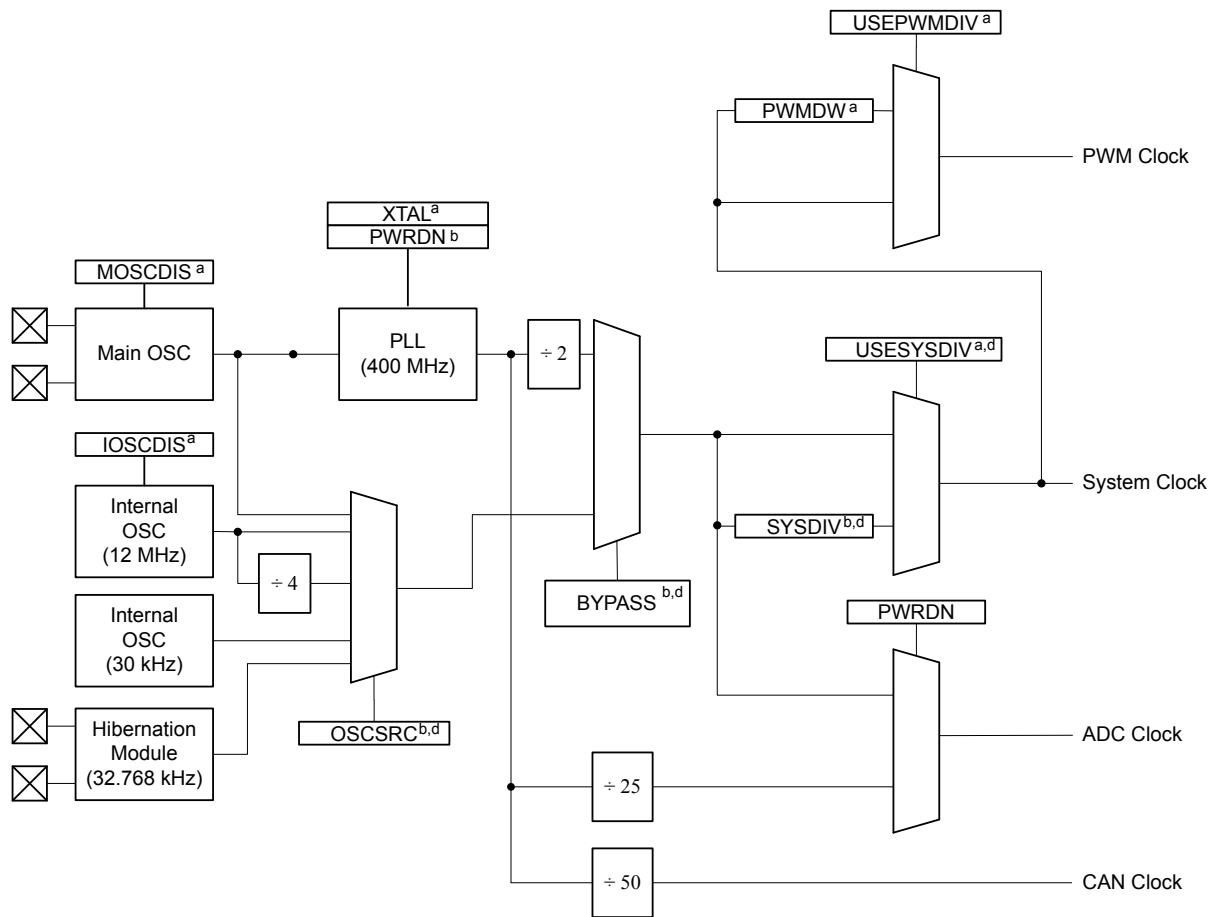 USEPWMDIV a
PWMDW a
PWM Clock
XTAL a
PWRDN b
MOSCDIS a
Main OSC
PLL
(400 MHz)
÷ 2
USESYSDIV a,d
IOSCDIS a
Internal
OSC
(12 MHz)
÷ 4
System Clock
SYSDIV b,d
BYPASS b,d
Internal
OSC
(30 kHz)
PWRDN
OSCSRC b,d
Hibernation
Module
(32.768 kHz)
ADC Clock
÷ 25
÷ 50
CAN Clock